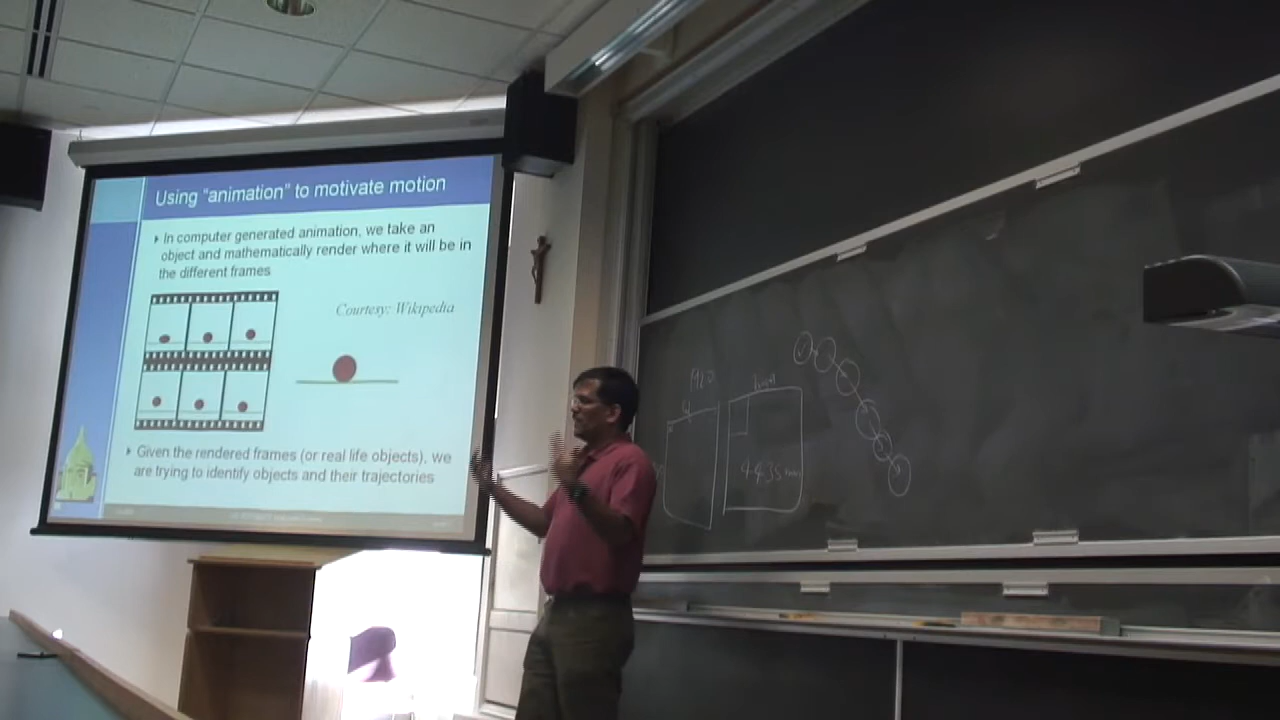 Using "animation" to motivate motion
In computer generated animation, we take an
object and mathematically render where it will be in
the different frames
Courtesy: Wikipedia
Given the rendered frames (or real life objects), we
are trying to identify objects and their trajectories